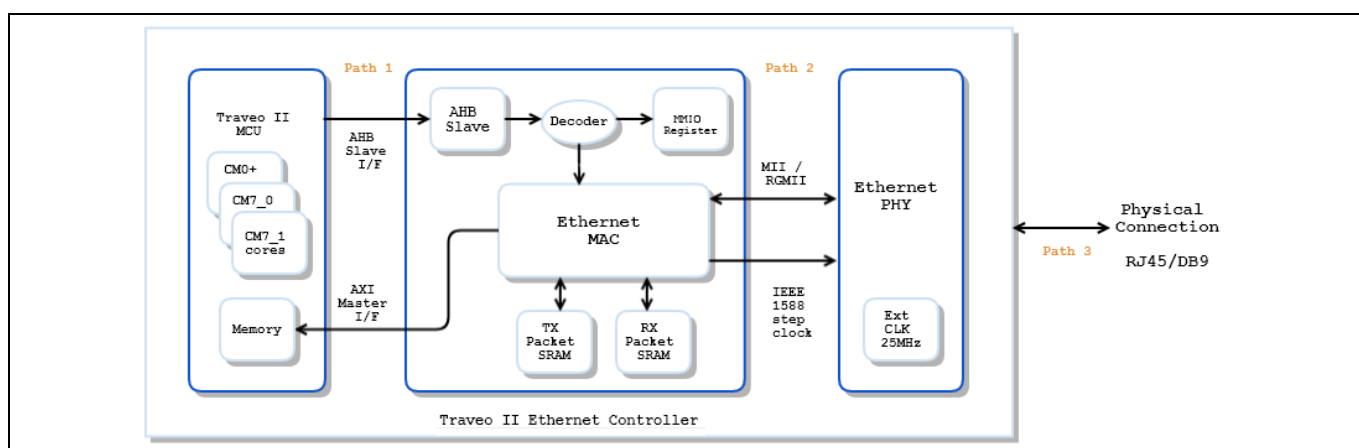 Path 1
Path 2
Traveo II
MCU
CM0+
CM7_0
CM7_1
cores
Memory
AHB
Slave
I/F
AXI
Master
I/F
AHB
Slave
Decoder
MMIO
Register
Ethernet
MAC
TX
Packet
SRAM
RX
Packet
SRAM
MII /
RGMII
IEEE
1588
step
clock
Ethernet
PHY
Ext
CLK
25MHz
Path 3
Physical
Connection
RJ45/DB9
Traveo II Ethernet Controller